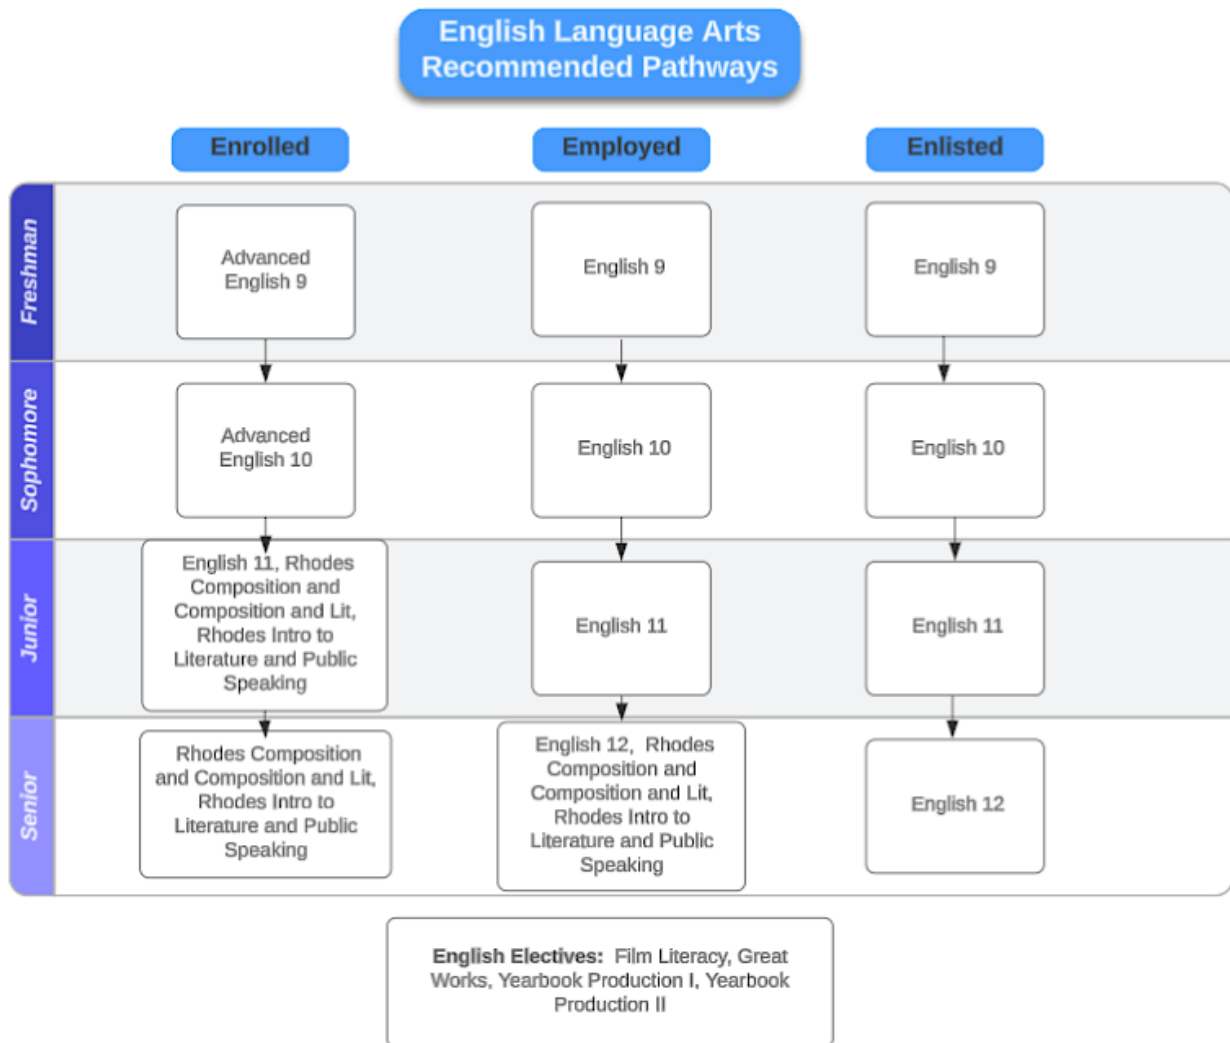 English Language Arts
Recommended Pathways
Enrolled
Employed
Enlisted
Freshman
Advanced
English 9
English 9
English 9
Sophomore
Advanced
English 10
English 10
English 10
Junior
English 11, Rhodes
Composition and
Composition and Lit,
Rhodes Intro to
Literature and Public
Speaking
English 11
English 11
Senior
Rhodes Composition
and Composition and Lit,
Rhodes Intro to
Literature and Public
Speaking
English 12, Rhodes
Composition and
Composition and Lit,
Rhodes Intro to
Literature and Public
Speaking
English 12
English Electives: Film Literacy, Great
Works, Yearbook Production I, Yearbook
Production II